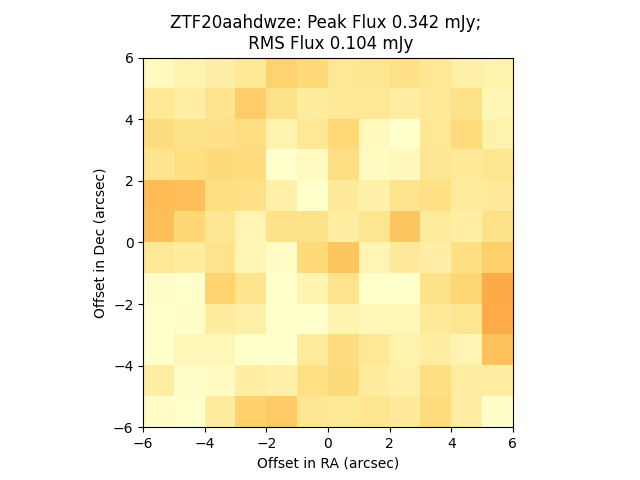 ZTF20aahdwze: Peak Flux 0.342 mJy;
RMS Flux 0.104 mJy
6
4
2
0
−2
−4
−6
Offset in Dec (arcsec)
−6 −4 −2 0 2 4 6
Offset in RA (arcsec)